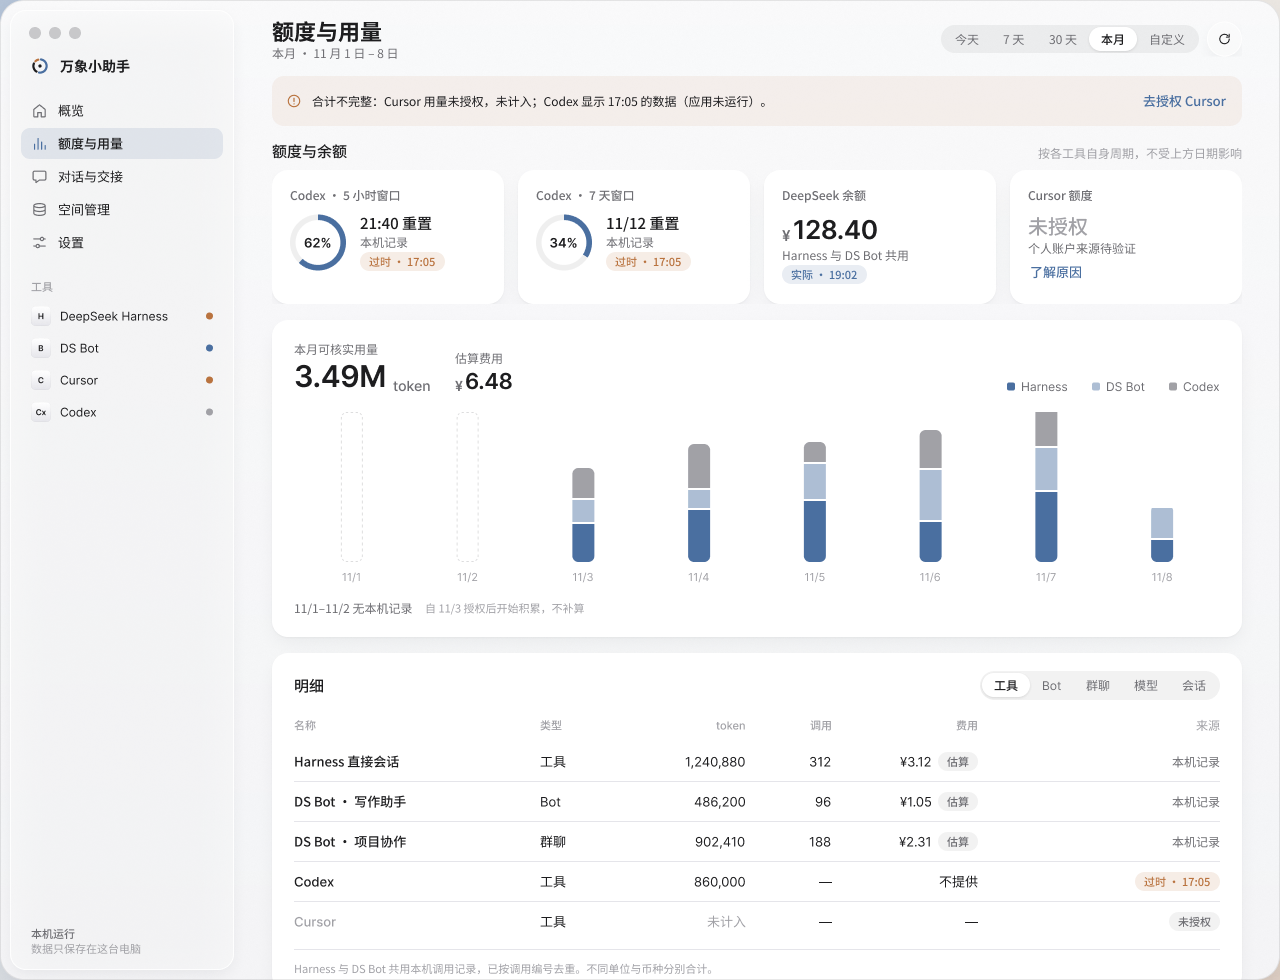 万象小助手
概览
额度与用量
对话与交接
空间管理
设置
工具
H DeepSeek Harness
B DS Bot
C Cursor
Cx Codex
本机运行
数据只保存在这台电脑
额度与用量
本月 · 11 月 1 日 – 8 日
今天 7 天 30 天 本月 自定义
合计不完整：Cursor 用量未授权，未计入；Codex 显示 17:05 的数据（应用未运行）。 去授权 Cursor
额度与余额 按各工具自身周期，不受上方日期影响
Codex · 5 小时窗口
62%
21:40 重置
本机记录
过时 · 17:05
Codex · 7 天窗口
34%
11/12 重置
本机记录
过时 · 17:05
DeepSeek 余额
¥128.40
Harness 与 DS Bot 共用
实际 · 19:02
Cursor 额度
未授权
个人账户来源待验证
了解原因
本月可核实用量
3.49M token
估算费用
¥6.48
Harness DS Bot Codex
11/1 11/2 11/3 11/4 11/5 11/6 11/7 11/8
11/1–11/2 无本机记录 自 11/3 授权后开始积累，不补算
明细 工具 Bot 群聊 模型 会话
名称 类型 token 调用 费用 来源
Harness 直接会话 工具 1,240,880 312 ¥3.12 估算 本机记录
DS Bot · 写作助手 Bot 486,200 96 ¥1.05 估算 本机记录
DS Bot · 项目协作 群聊 902,410 188 ¥2.31 估算 本机记录
Codex 工具 860,000 — 不提供 过时 · 17:05
Cursor 工具 未计入 — — 未授权
Harness 与 DS Bot 共用本机调用记录，已按调用编号去重。不同单位与币种分别合计。